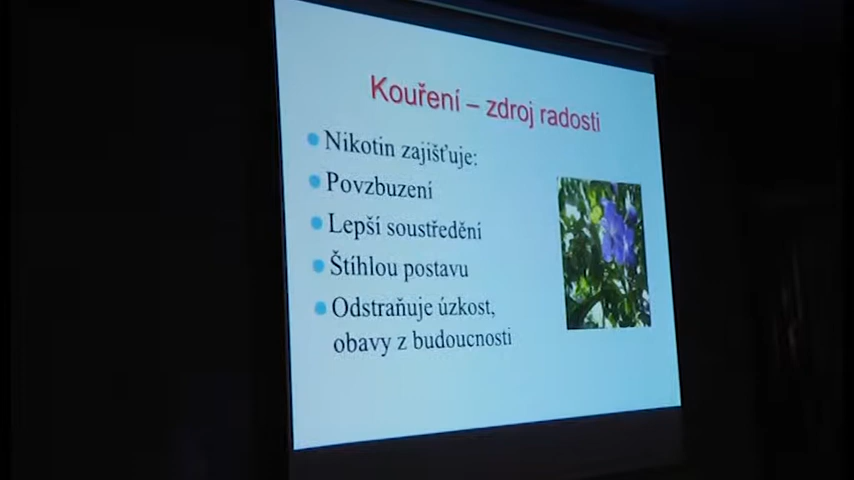 Kouření – zdroj radosti
Nikotin zajišťuje:
Povzbuzení
Lepší soustředění
Štíhlou postavu
Odstraňuje úzkost,
obavy z budoucnosti